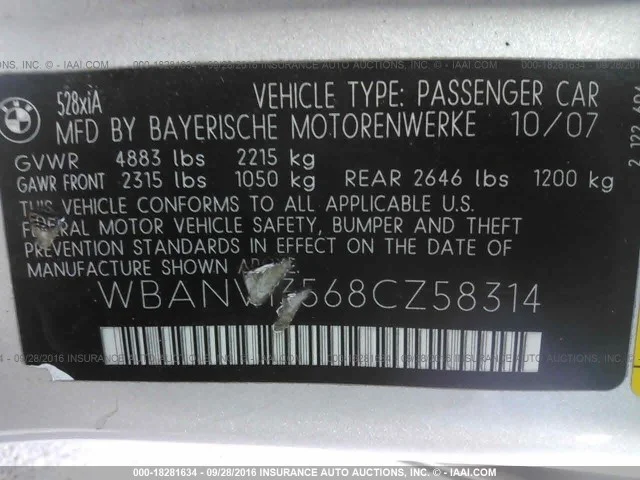 528xiA
VEHICLE TYPE: PASSENGER CAR
MFD BY BAYERISCHE MOTORENWERKE 10/07
GVWR 4883 lbs 2215 kg
GAWR FRONT 2315 lbs 1050 kg REAR 2646 lbs 1200 kg
THIS VEHICLE CONFORMS TO APPLICABLE U.S.
FEDERAL MOTOR VEHICLE SAFETY, BUMPER AND THEFT
PREVENTION STANDARDS IN EFFECT ON THE DATE OF
MANUFACTURE SHOWN ABOVE.
568CZ58314
000-18281634 - 09/28/2016 INSURANCE AUTO AUCTIONS, INC. - © IAAI.COM